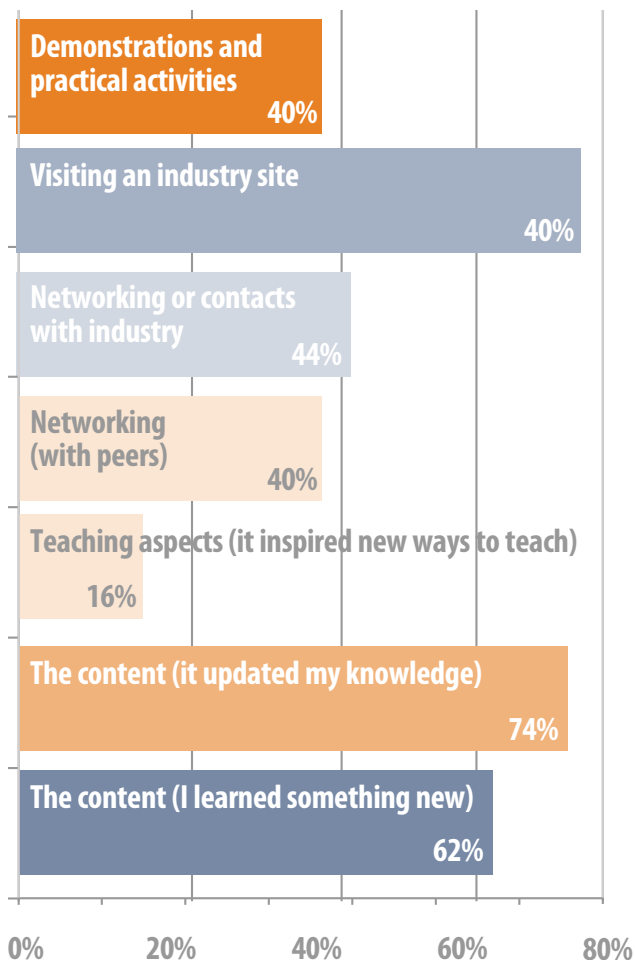 Demonstrations and
practical activities
40%
Visiting an industry site
40%
Networking or contacts
with industry
44%
Networking
(with peers)
40%
Teaching aspects (it inspired new ways to teach)
16%
The content (it updated my knowledge)
74%
The content (I learned something new)
62%
0% 20% 40% 60% 80%